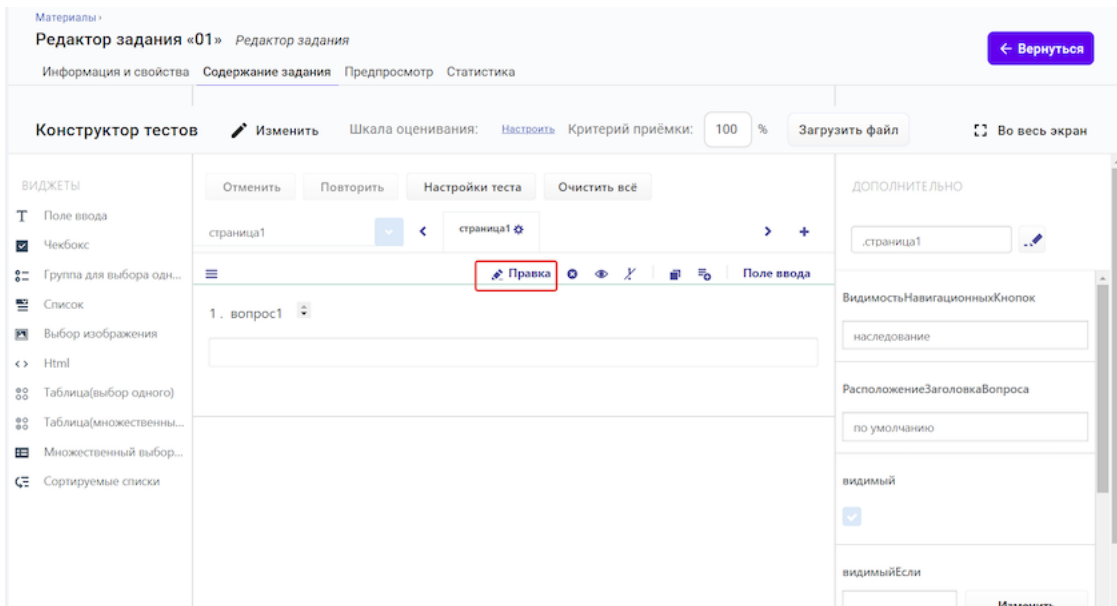 Материалы ›
Редактор задания «01» Редактор задания
← Вернуться
Информация и свойства Содержание задания Предпросмотр Статистика
Конструктор тестов Изменить Шкала оценивания: Настроить Критерий приёмки: 100 % Загрузить файл Во весь экран
ВИДЖЕТЫ
Поле ввода
Чекбокс
Группа для выбора одн...
Список
Выбор изображения
Html
Таблица(выбор одного)
Таблица(множественны...
Множественный выбор...
Сортируемые списки
Отменить Повторить Настройки теста Очистить всё
страница1 страница1
Правка Поле ввода
1. вопрос1
ДОПОЛНИТЕЛЬНО
.страница1
ВидимостьНавигационныхКнопок
наследование
РасположениеЗаголовкаВопроса
по умолчанию
видимый
видимыйЕсли
Изменить